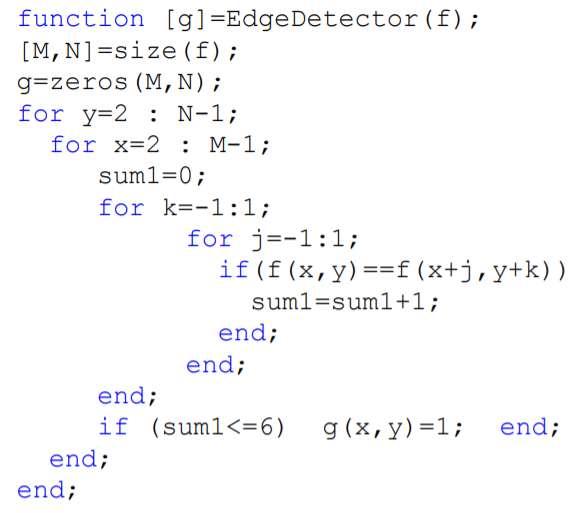 function [g]=EdgeDetector(f);
[M,N]=size(f);
g=zeros(M,N);
for y=2 : N-1;
for x=2 : M-1;
sum1=0;
for k=-1:1;
for j=-1:1;
if(f(x,y)==f(x+j,y+k))
sum1=sum1+1;
end;
end;
end;
if (sum1<=6) g(x,y)=1; end;
end;
end;